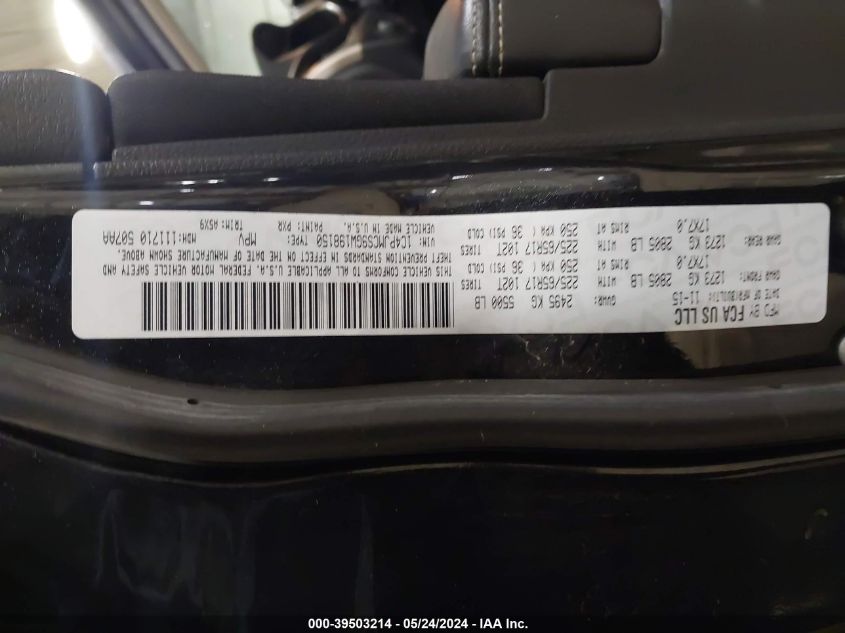 MFD BY FCA US LLC
DATE OF MFR(BUILT): 11-15 GVWR: 2495 KG 5500 LB
GAWR FRONT: 1273 KG 2805 LB WITH 225/65R17 102T TIRES
17X7.0 RIMS AT 250 KPA ( 36 PSI) COLD
GAWR REAR: 1273 KG 2805 LB WITH 225/65R17 102T TIRES
17X7.0 RIMS AT 250 KPA ( 36 PSI) COLD
THIS VEHICLE CONFORMS TO ALL APPLICABLE U.S.A. FEDERAL MOTOR VEHICLE SAFETY AND
THEFT PREVENTION STANDARDS IN EFFECT ON THE DATE OF MANUFACTURE SHOWN ABOVE.
VIN: 1C4PJMCS9GW198150 TYPE: MPV MDH: 111710 507AA
VEHICLE MADE IN U.S.A. PAINT: PXR TRIM: A5X9
000-39503214 - 05/24/2024 - IAA Inc.